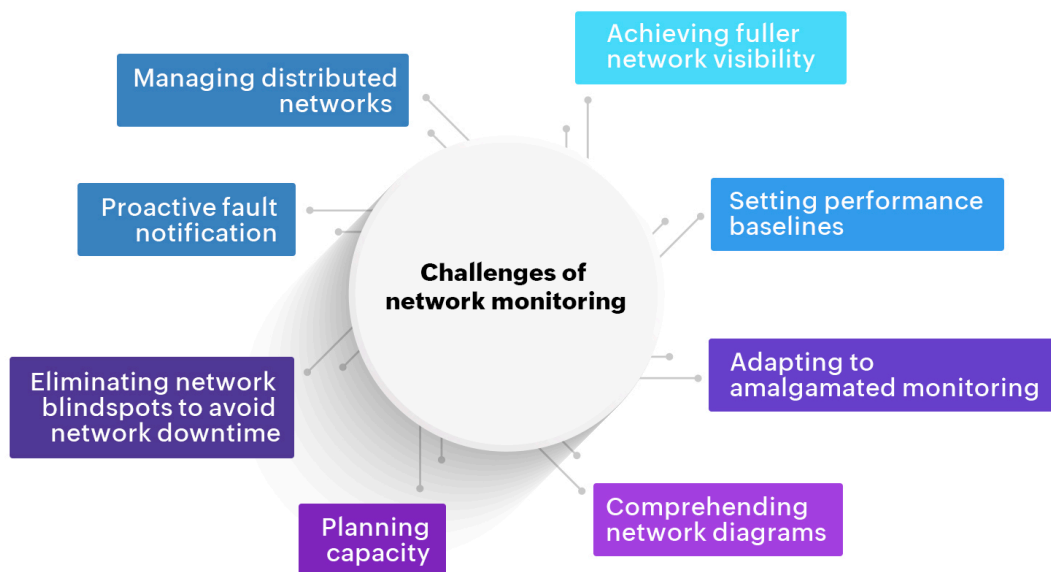 Challenges of
network monitoring
Achieving fuller
network visibility
Setting performance
baselines
Adapting to
amalgamated monitoring
Comprehending
network diagrams
Planning
capacity
Eliminating network
blindspots to avoid
network downtime
Proactive fault
notification
Managing distributed
networks